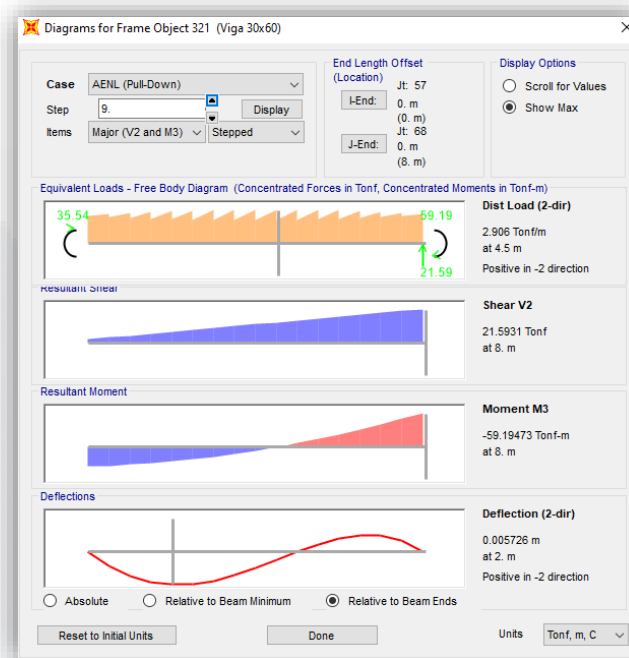 Diagrams for Frame Object 321 (Viga 30x60)
Case
AENL (Pull-Down)
Step
9.
Display
Items
Major (V2 and M3)
Stepped
End Length Offset
(Location)
Jt: 57
I-End:
0. m
(0. m)
Jt: 68
J-End:
0. m
(8. m)
Display Options
Scroll for Values
Show Max
Equivalent Loads - Free Body Diagram (Concentrated Forces in Tonf, Concentrated Moments in Tonf-m)
35.54
59.19
21.59
Dist Load (2-dir)
2.906 Tonf/m
at 4.5 m
Positive in -2 direction
Resultant Shear
Shear V2
21.5931 Tonf
at 8. m
Resultant Moment
Moment M3
-59.19473 Tonf-m
at 8. m
Deflections
Deflection (2-dir)
0.005726 m
at 2. m
Positive in -2 direction
Absolute
Relative to Beam Minimum
Relative to Beam Ends
Reset to Initial Units
Done
Units
Tonf, m, C